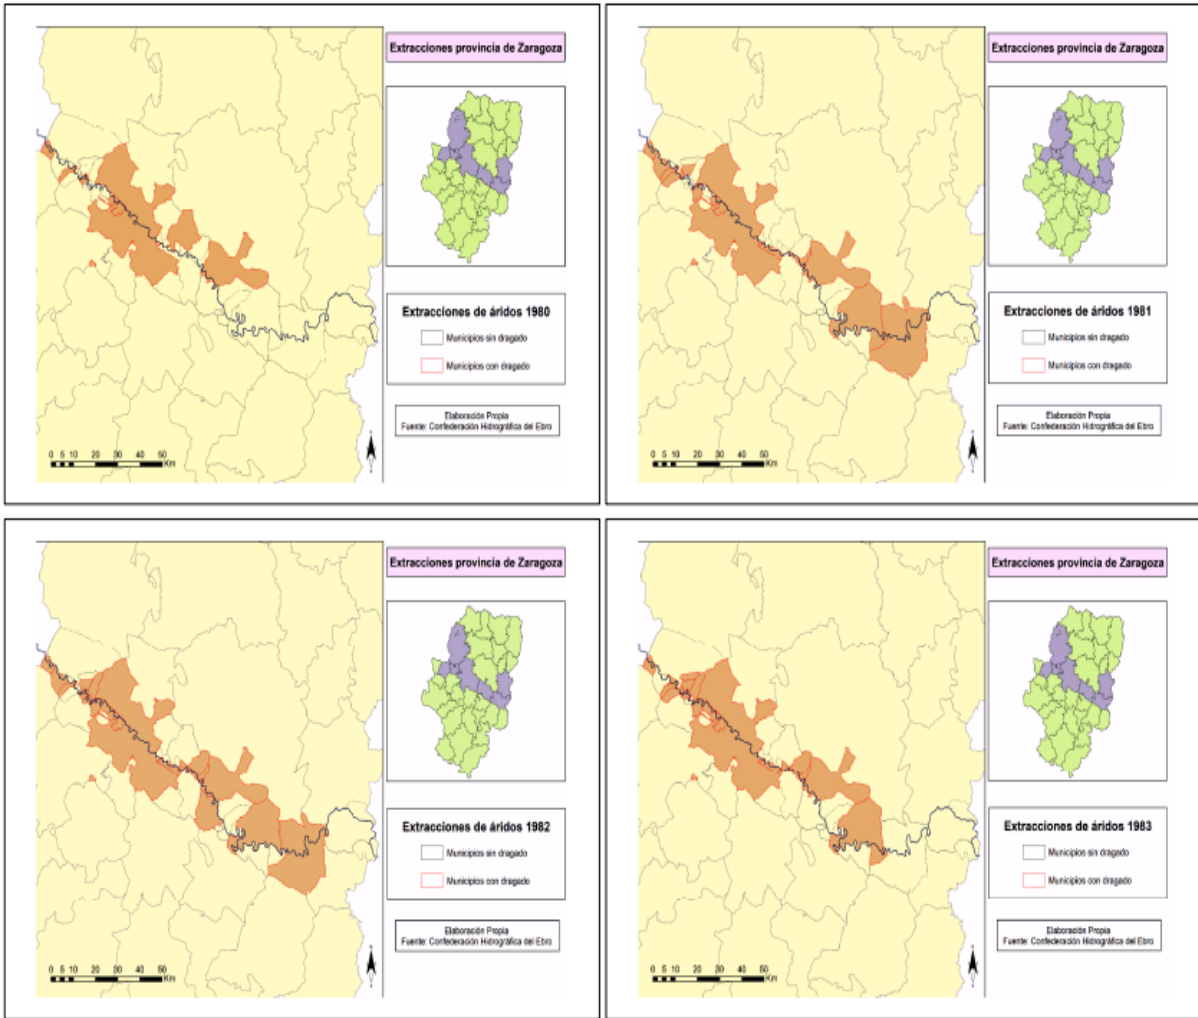 Extracciones provincia de Zaragoza
Extracciones de áridos 1980
Municipios sin dragado
Municipios con dragado
Elaboración Propia
Fuente: Confederación Hidrográfica del Ebro
0 5 10 20 30 40 50
Km
Extracciones provincia de Zaragoza
Extracciones de áridos 1981
Municipios sin dragado
Municipios con dragado
Elaboración Propia
Fuente: Confederación Hidrográfica del Ebro
0 5 10 20 30 40 50
Km
Extracciones provincia de Zaragoza
Extracciones de áridos 1982
Municipios sin dragado
Municipios con dragado
Elaboración Propia
Fuente: Confederación Hidrográfica del Ebro
0 5 10 20 30 40 50
Km
Extracciones provincia de Zaragoza
Extracciones de áridos 1983
Municipios sin dragado
Municipios con dragado
Elaboración Propia
Fuente: Confederación Hidrográfica del Ebro
0 5 10 20 30 40 50
Km